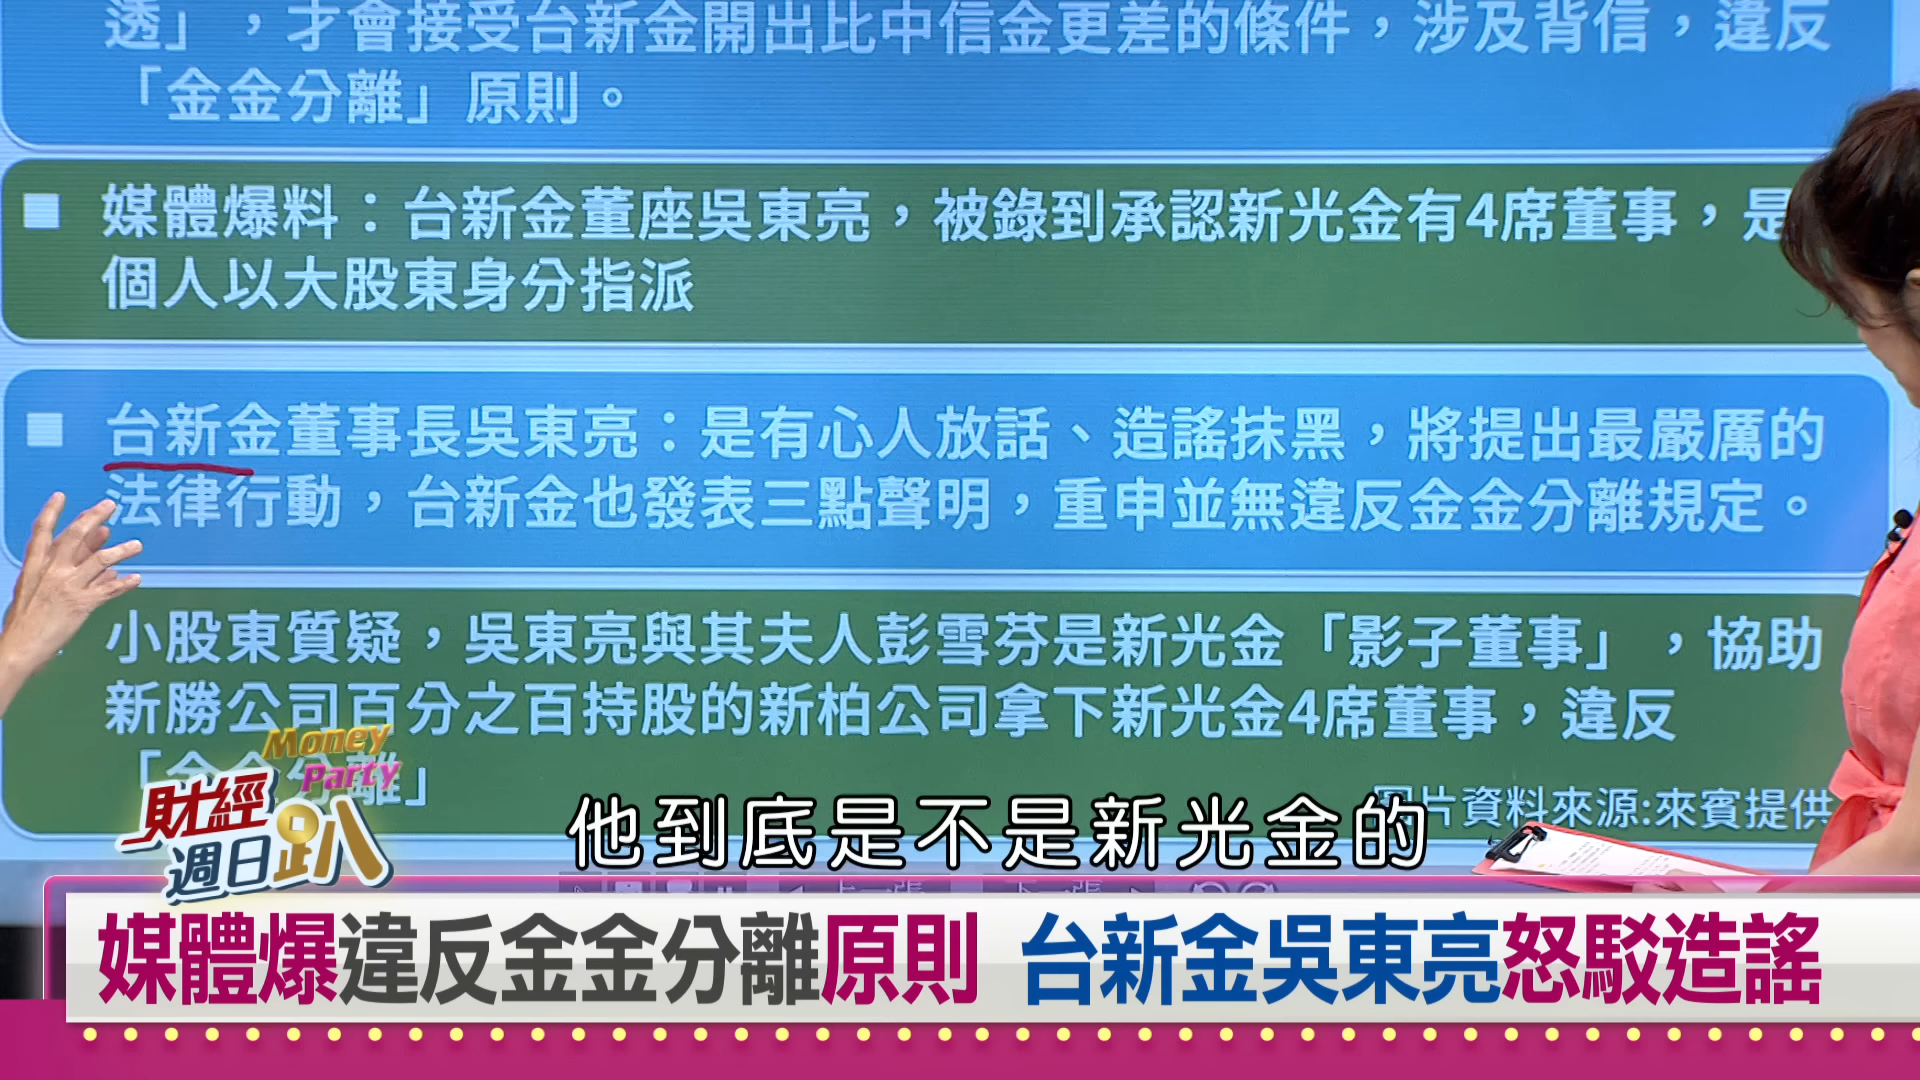 透」，才會接受台新金開出比中信金更差的條件，涉及背信，違反
「金金分離」原則。
媒體爆料：台新金董座吳東亮，被錄到承認新光金有4席董事，是
個人以大股東身分指派
台新金董事長吳東亮：是有心人放話、造謠抹黑，將提出最嚴厲的
法律行動，台新金也發表三點聲明，重申並無違反金金分離規定。
小股東質疑，吳東亮與其夫人彭雪芬是新光金「影子董事」，協助
新勝公司百分之百持股的新柏公司拿下新光金4席董事，違反
「金金分離」
圖片資料來源:來賓提供
Money
Party
財經
週日趴
他到底是不是新光金的
上一張 下一張
媒體爆違反金金分離原則 台新金吳東亮怒駁造謠